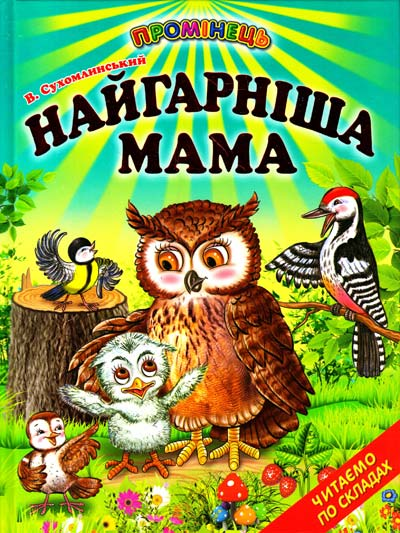 ПРОМІНЕЦЬ
В. Сухомлинський
НАЙГАРНІША
МАМА
ЧИТАЄМО
ПО СКЛАДАХ